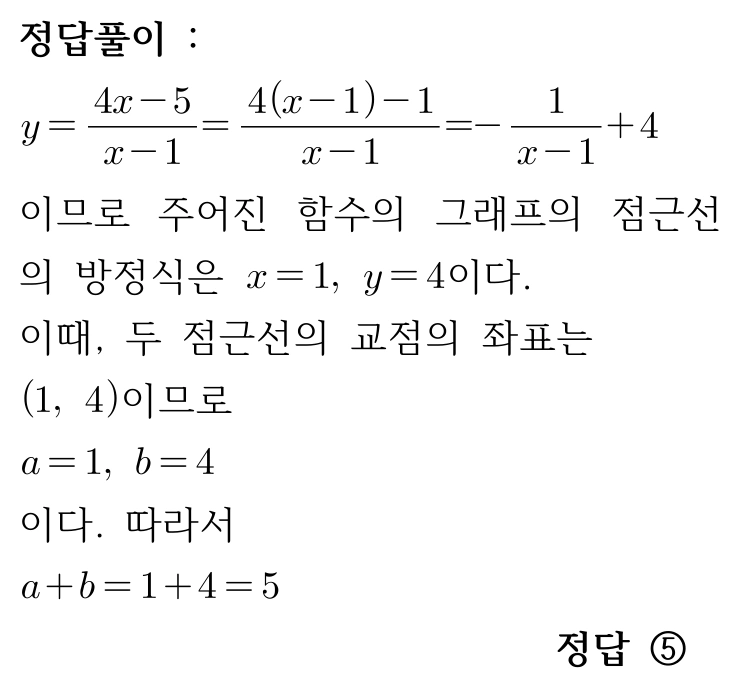 정답풀이 :
y = (4x-5)/(x-1) = (4(x-1)-1)/(x-1) = - 1/(x-1) + 4
이므로 주어진 함수의 그래프의 점근선
의 방정식은 x=1, y=4이다.
이때, 두 점근선의 교점의 좌표는
(1, 4)이므로
a=1, b=4
이다. 따라서
a+b=1+4=5
정답 ⑤